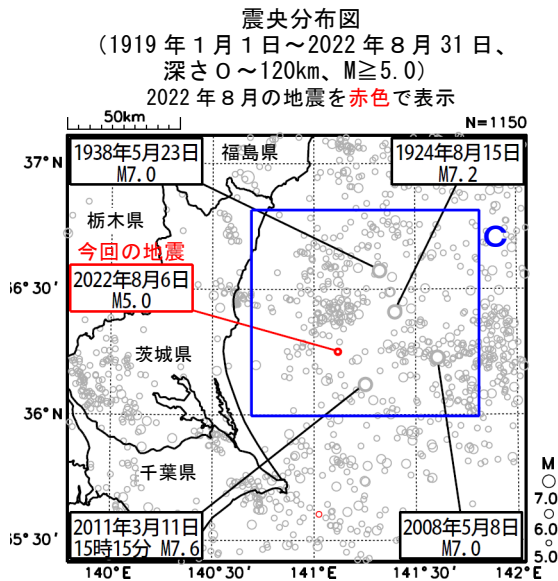 震央分布図
(1919年1月1日~2022年8月31日、
深さ0~120km、M≧5.0)
2022年8月の地震を赤色で表示
50km
N=1150
37°N
1938年5月23日
M7.0
福島県
1924年8月15日
M7.2
栃木県
C
今回の地震
2022年8月6日
M5.0
36°30'
茨城県
36°N
千葉県
2011年3月11日
15時15分 M7.6
2008年5月8日
M7.0
35°30'
M
7.0
6.0
5.0
140°E
140°30'
141°E
141°30'
142°E